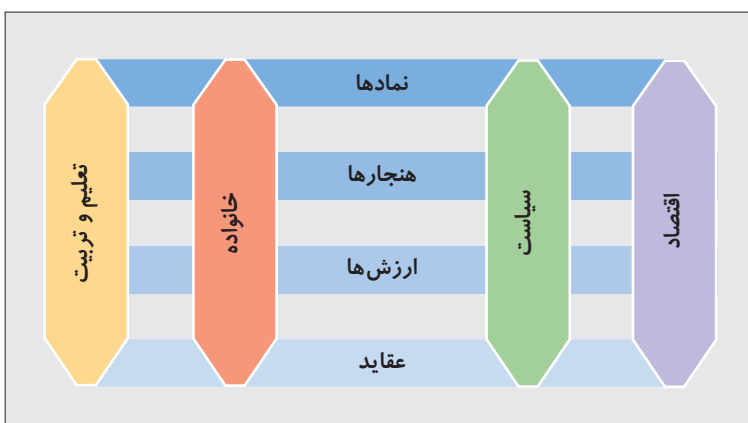 نمادها
هنجارها
ارزش‌ها
عقاید
اقتصاد
سیاست
خانواده
تعلیم و تربیت